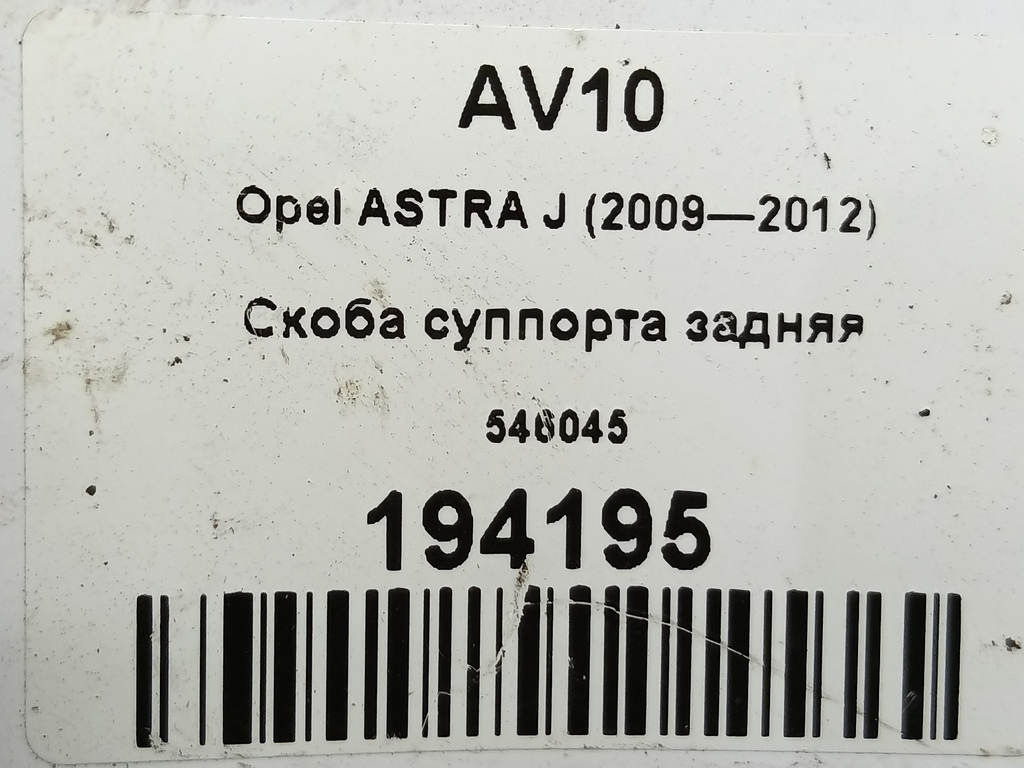 AV10
Opel ASTRA J (2009—2012)
Скоба суппорта задняя
546045
194195